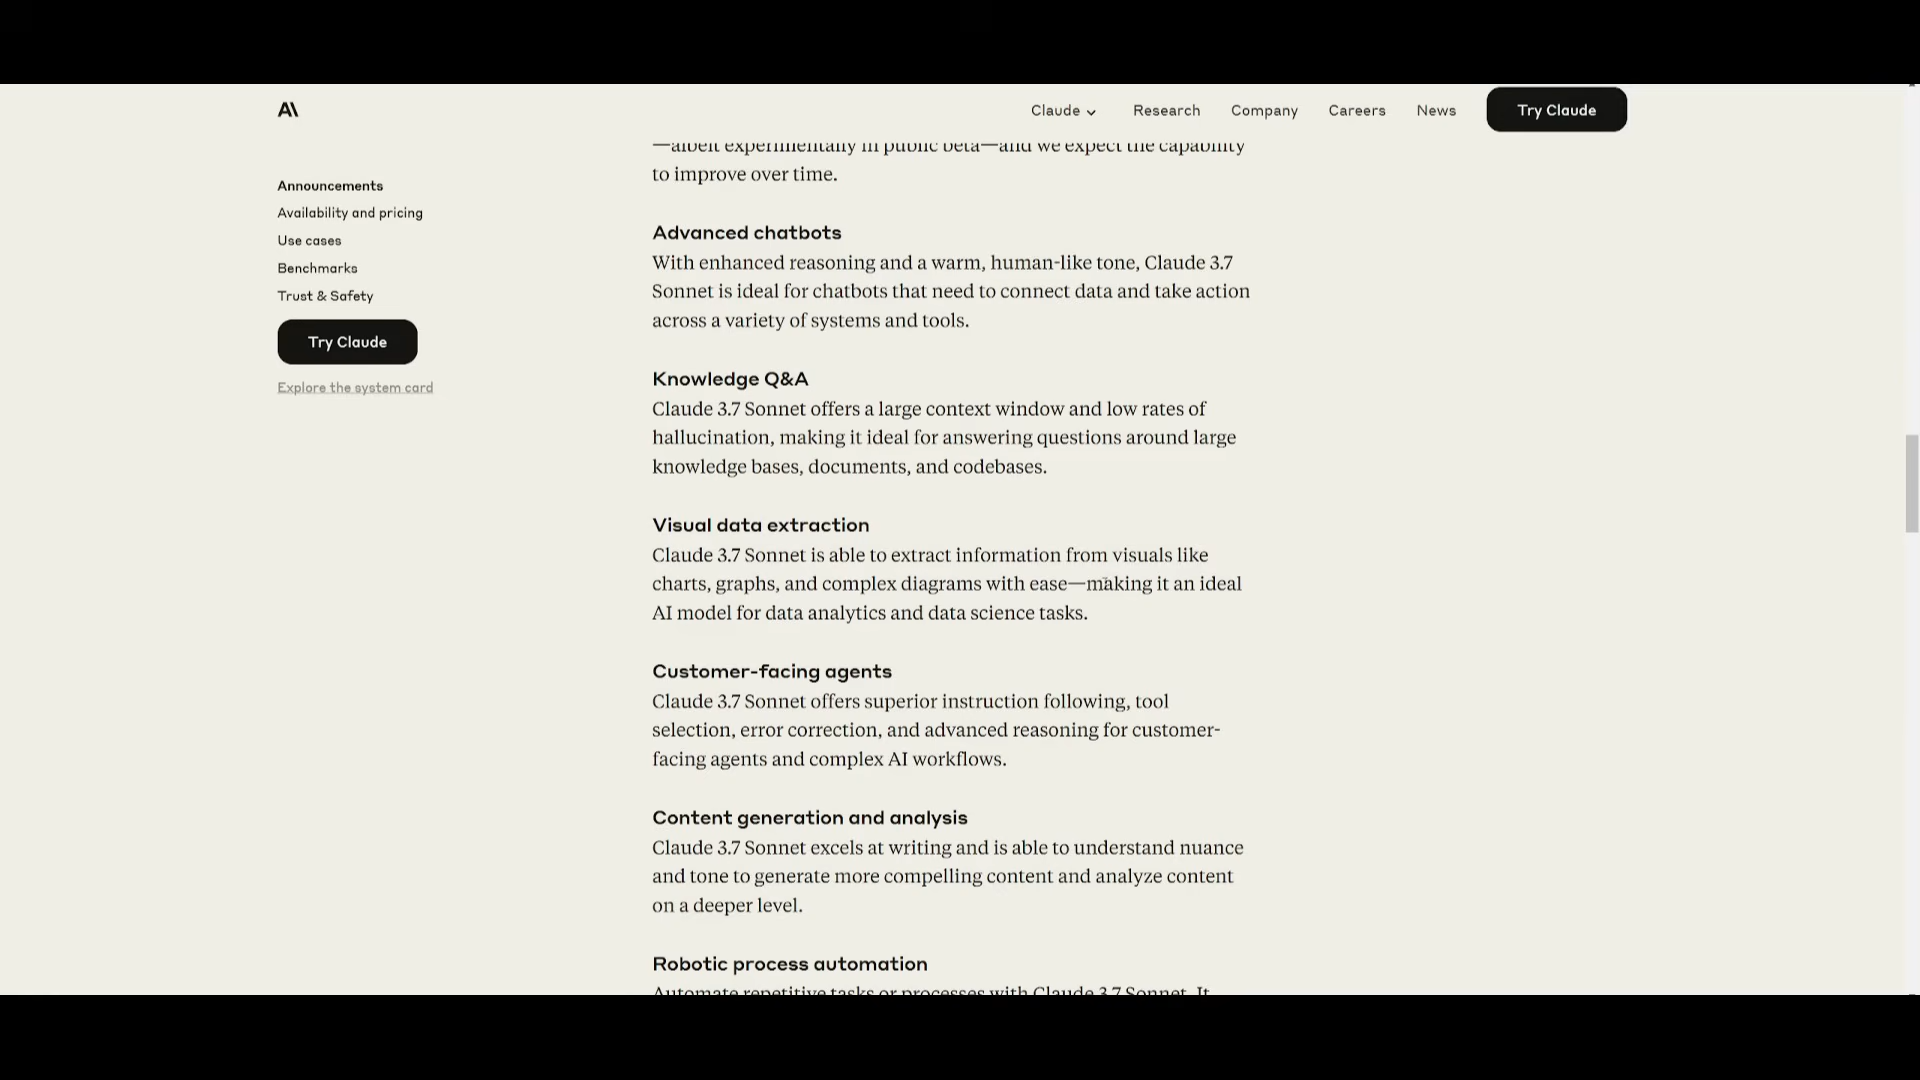 Claude
Research
Company
Careers
News
Try Claude
Announcements
Availability and pricing
Use cases
Benchmarks
Trust & Safety
Try Claude
Explore the system card
—albeit experimentally in public beta—and we expect the capability
to improve over time.
Advanced chatbots
With enhanced reasoning and a warm, human-like tone, Claude 3.7
Sonnet is ideal for chatbots that need to connect data and take action
across a variety of systems and tools.
Knowledge Q&A
Claude 3.7 Sonnet offers a large context window and low rates of
hallucination, making it ideal for answering questions around large
knowledge bases, documents, and codebases.
Visual data extraction
Claude 3.7 Sonnet is able to extract information from visuals like
charts, graphs, and complex diagrams with ease—making it an ideal
AI model for data analytics and data science tasks.
Customer-facing agents
Claude 3.7 Sonnet offers superior instruction following, tool
selection, error correction, and advanced reasoning for customer-
facing agents and complex AI workflows.
Content generation and analysis
Claude 3.7 Sonnet excels at writing and is able to understand nuance
and tone to generate more compelling content and analyze content
on a deeper level.
Robotic process automation
Automate repetitive tasks or processes with Claude 3.7 Sonnet. It